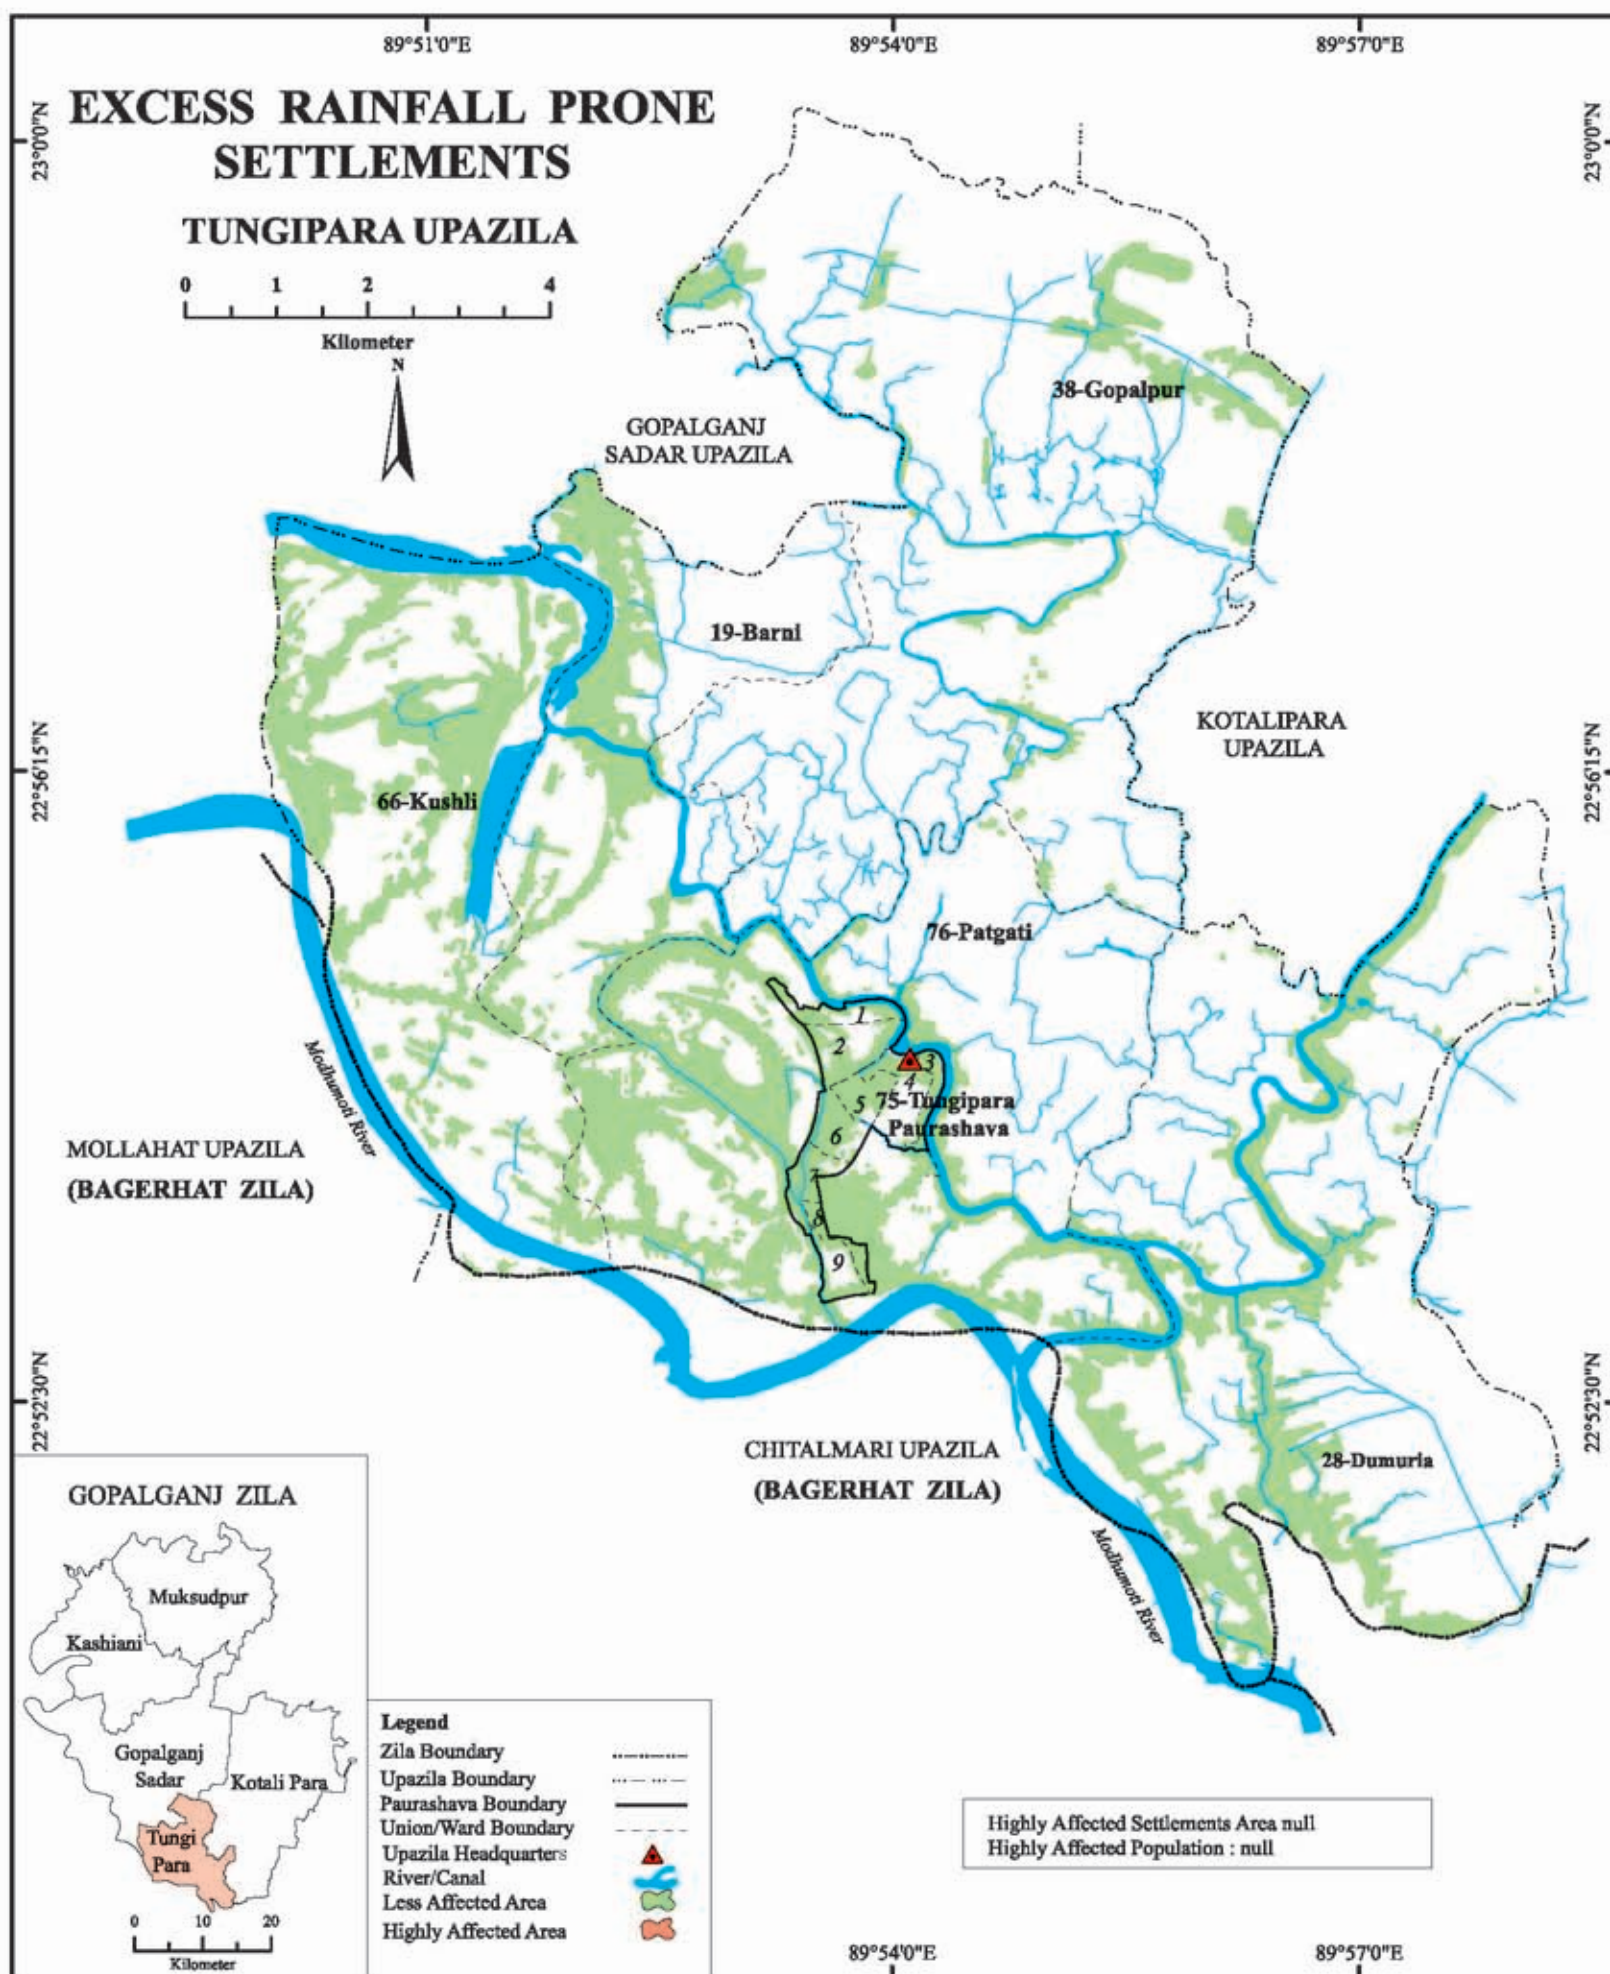 89°51'0"E
89°54'0"E
89°57'0"E
23°0'0"N
23°0'0"N
EXCESS RAINFALL PRONE
SETTLEMENTS
TUNGIPARA UPAZILA
0 1 2 4
Kilometer
N
38-Gopalpur
GOPALGANJ
SADAR UPAZILA
19-Barni
KOTALIPARA
UPAZILA
22°56'15"N
22°56'15"N
66-Kushli
76-Patgati
1
2
3
4
5
75-Tungipara
Paurashava
6
7
8
9
Modhumoti River
MOLLAHAT UPAZILA
(BAGERHAT ZILA)
22°52'30"N
22°52'30"N
CHITALMARI UPAZILA
(BAGERHAT ZILA)
28-Dumuria
Modhumoti River
GOPALGANJ ZILA
Muksudpur
Kashiani
Gopalganj
Sadar
Kotali Para
Tungi
Para
0 10 20
Kilometer
Legend
Zila Boundary
Upazila Boundary
Paurashava Boundary
Union/Ward Boundary
Upazila Headquarters
River/Canal
Less Affected Area
Highly Affected Area
Highly Affected Settlements Area null
Highly Affected Population : null
89°54'0"E
89°57'0"E